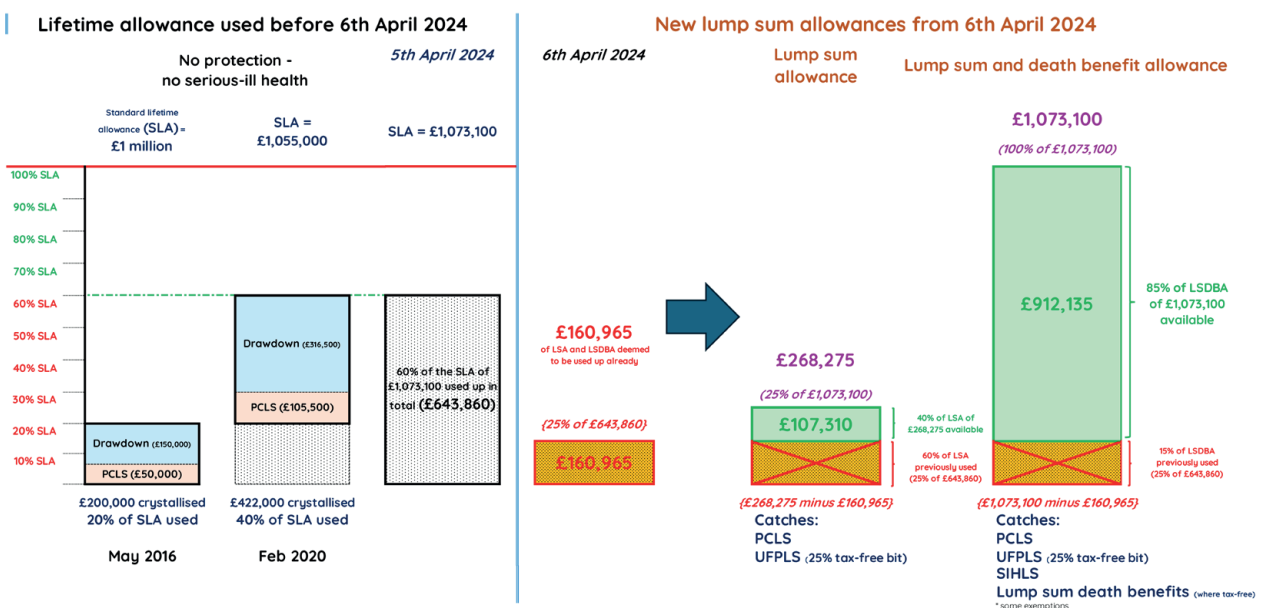 Lifetime allowance used before 6th April 2024
No protection -
no serious-ill health
5th April 2024
Standard lifetime
allowance (SLA) =
£1 million
SLA =
£1,055,000
SLA = £1,073,100
100% SLA
90% SLA
80% SLA
70% SLA
60% SLA
50% SLA
40% SLA
30% SLA
20% SLA
10% SLA
Drawdown (£150,000)
PCLS (£50,000)
Drawdown (£316,500)
PCLS (£105,500)
60% of the SLA of
£1,073,100 used up in
total (£643,860)
£200,000 crystallised
20% of SLA used
£422,000 crystallised
40% of SLA used
May 2016
Feb 2020
New lump sum allowances from 6th April 2024
6th April 2024
Lump sum
allowance
Lump sum and death benefit allowance
£160,965
of LSA and LSDBA deemed
to be used up already
{25% of £643,860}
£160,965
£268,275
(25% of £1,073,100)
£107,310
40% of LSA of
£268,275 available
60% of LSA
previously used
(25% of £643,860)
{£268,275 minus £160,965}
Catches:
PCLS
UFPLS (25% tax-free bit)
£1,073,100
(100% of £1,073,100)
£912,135
85% of LSDBA
of £1,073,100
available
15% of LSDBA
previously used
(25% of £643,860)
{£1,073,100 minus £160,965}
Catches:
PCLS
UFPLS (25% tax-free bit)
SIHLS
Lump sum death benefits (where tax-free)
* some exemptions